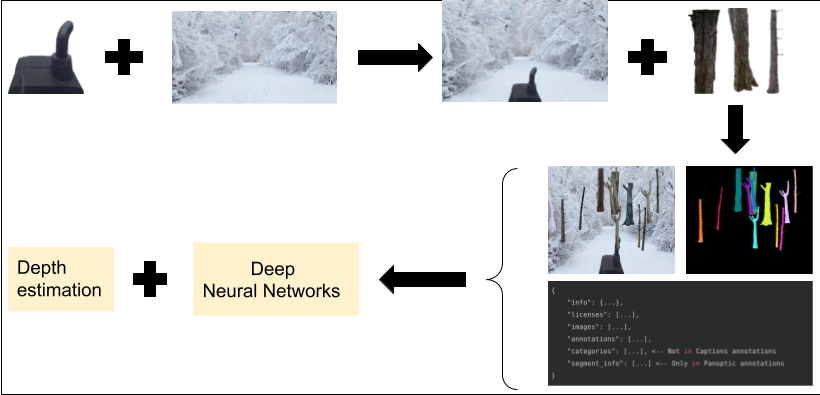 Depth
estimation
Deep
Neural Networks
{
"info": {...},
"licenses": [...],
"images": [...],
"annotations": [...],
"categories": [...], <-- Not in Captions annotations
"segment_info": [...] <-- Only in Panoptic annotations
}